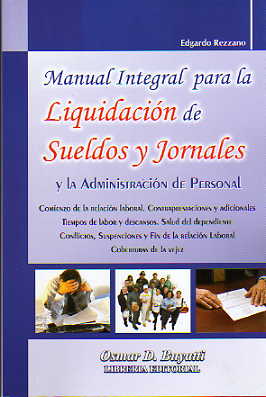 Edgardo Rezzano
Manual Integral para la
Liquidación de
Sueldos y Jornales
y la Administración de Personal
Comienzo de la relación laboral. Contraprestaciones y adicionales
Tiempos de labor y descansos. Salud del dependiente
Conflictos, Suspenciones y Fin de la relación Laboral
Coberturas de la vejez
Osmar D. Buyatti
LIBRERIA EDITORIAL